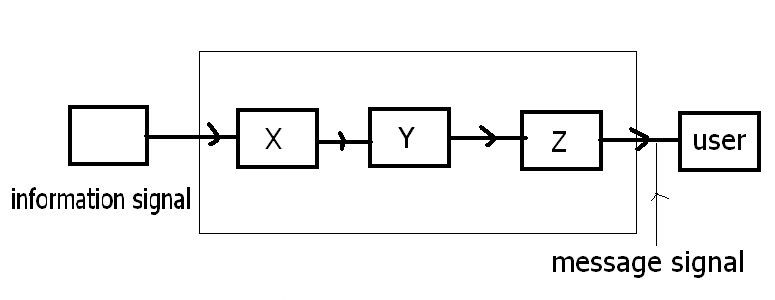 X
Y
Z
user
information signal
message signal